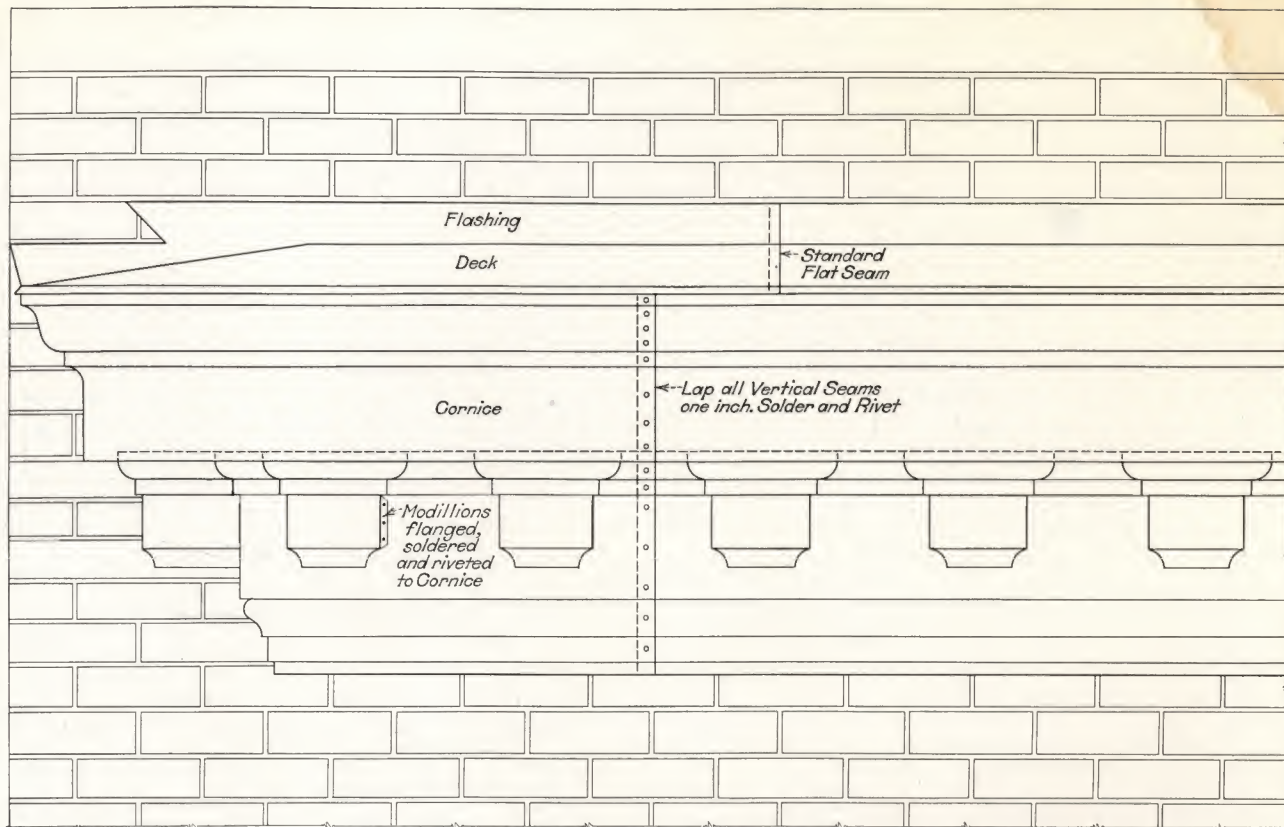 Flashing
Deck
Standard
Flat Seam
Lap all Vertical Seams
one inch. Solder and Rivet
Cornice
Modillions
flanged,
soldered
and riveted
to Cornice